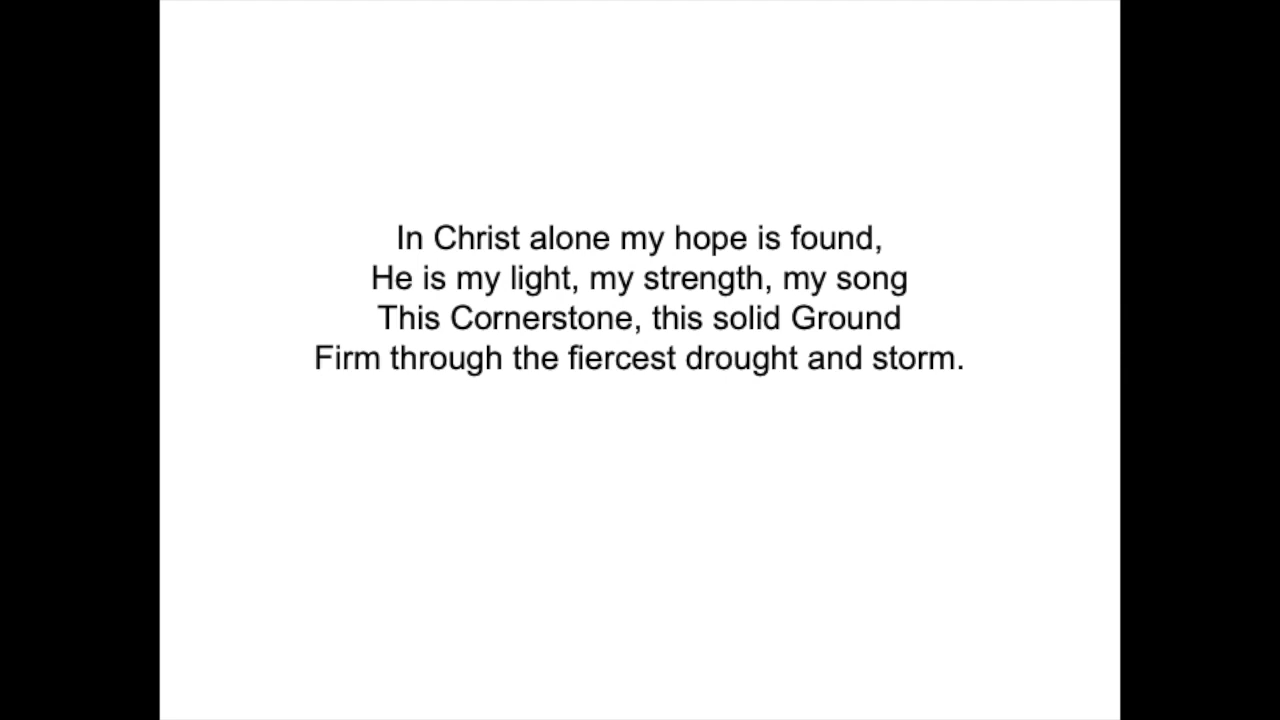 In Christ alone my hope is found,
He is my light, my strength, my song
This Cornerstone, this solid Ground
Firm through the fiercest drought and storm.